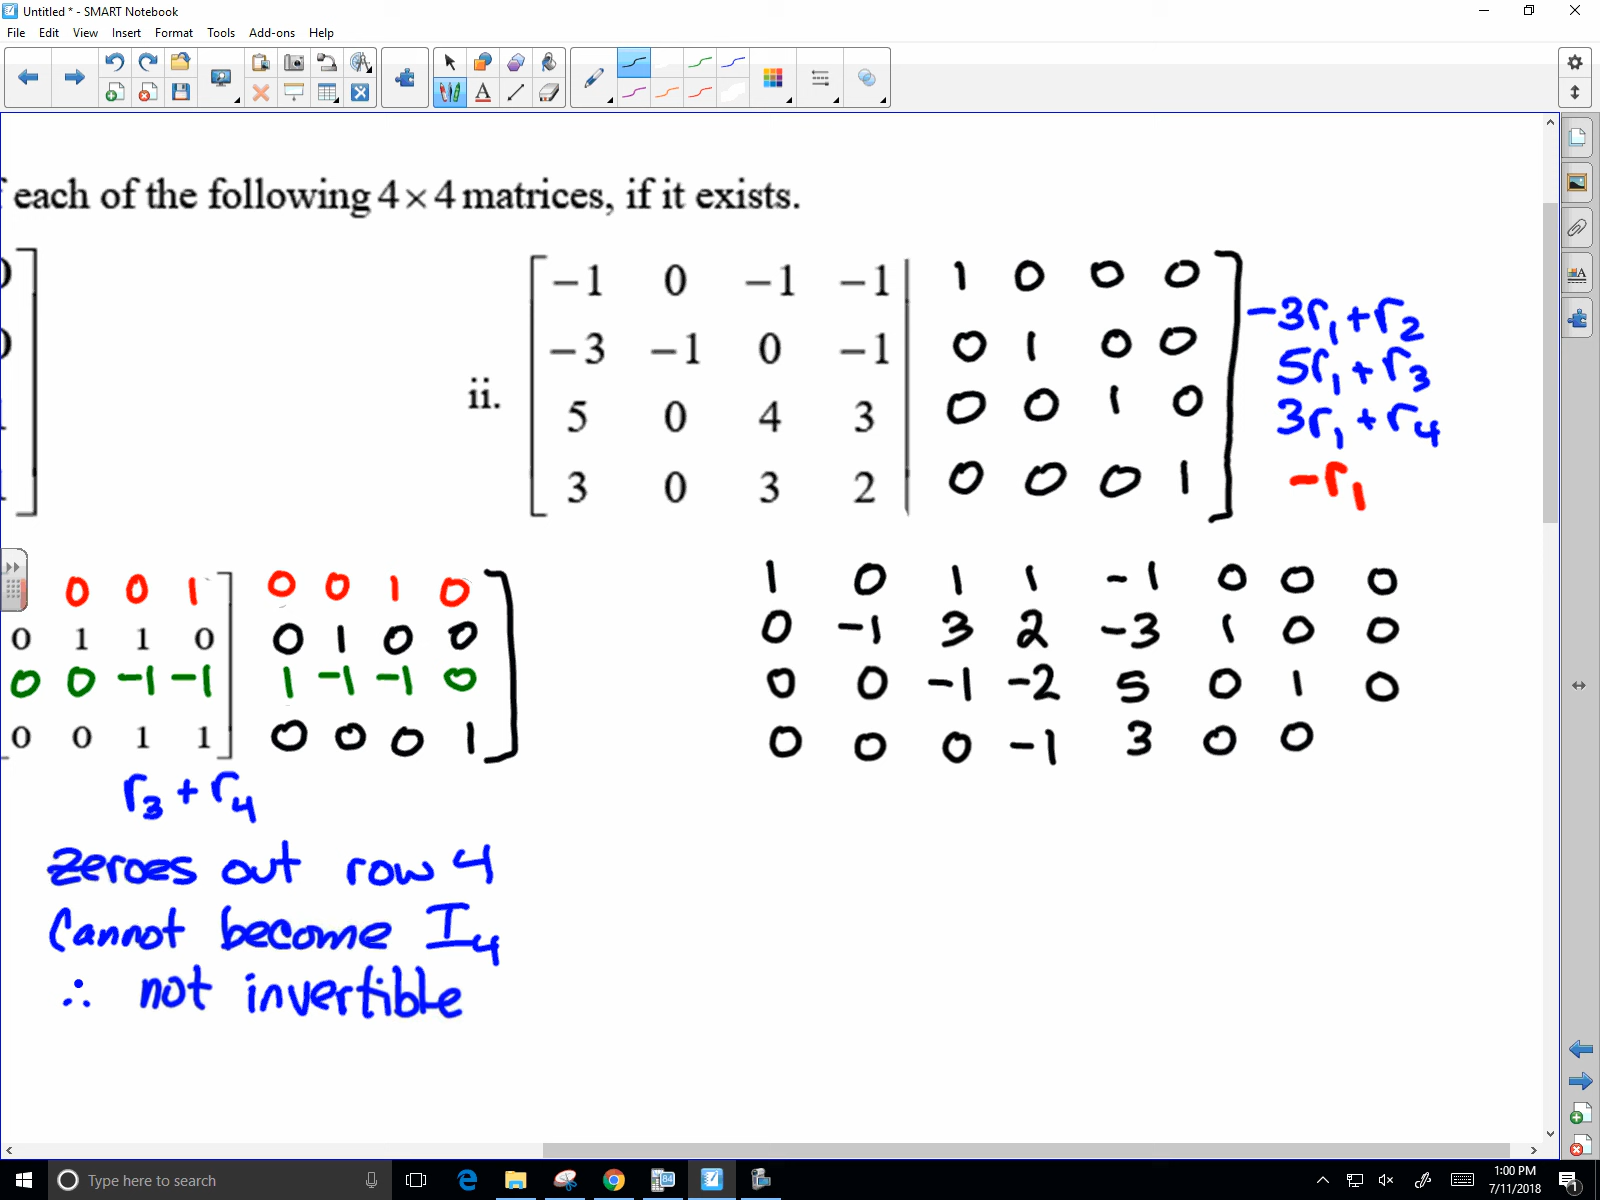 Untitled * - SMART Notebook
File Edit View Insert Format Tools Add-ons Help
each of the following 4 × 4 matrices, if it exists.
ii.
−1 0 −1 −1 | 1 0 0 0
−3 −1 0 −1 | 0 1 0 0
5 0 4 3 | 0 0 1 0
3 0 3 2 | 0 0 0 1
-3r₁+r₂
5r₁+r₃
3r₁+r₄
-r₁
0 0 1 ] 0 0 1 0
0 1 1 0 ] 0 1 0 0
0 0 -1 -1 ] 1 -1 -1 0
0 0 1 1 ] 0 0 0 1
r₃+r₄
zeroes out row 4
Cannot become I₄
∴ not invertible
1 0 1 1 -1 0 0 0
0 -1 3 2 -3 1 0 0
0 0 -1 -2 5 0 1 0
0 0 0 -1 3 0 0
Type here to search
84
1:00 PM
7/11/2018
1